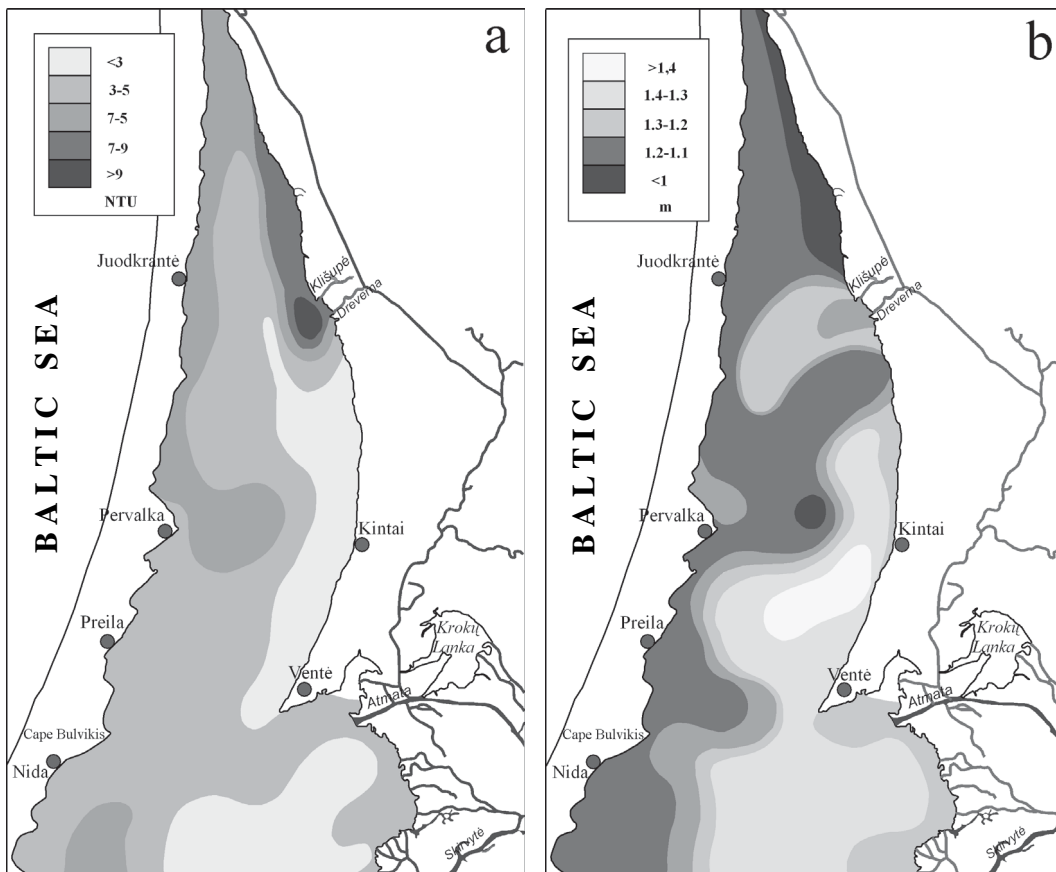 a
<3
3-5
7-5
7-9
>9
NTU
Juodkrantė
Klišupė
Dreverna
BALTIC SEA
Pervalka
Kintai
Preila
Krokų
Lanka
Ventė
Atmata
Cape Bulvikis
Nida
Skirvytė
b
>1,4
1.4-1.3
1.3-1.2
1.2-1.1
<1
m
Juodkrantė
Klišupė
Dreverna
BALTIC SEA
Pervalka
Kintai
Preila
Krokų
Lanka
Ventė
Atmata
Cape Bulvikis
Nida
Skirvytė